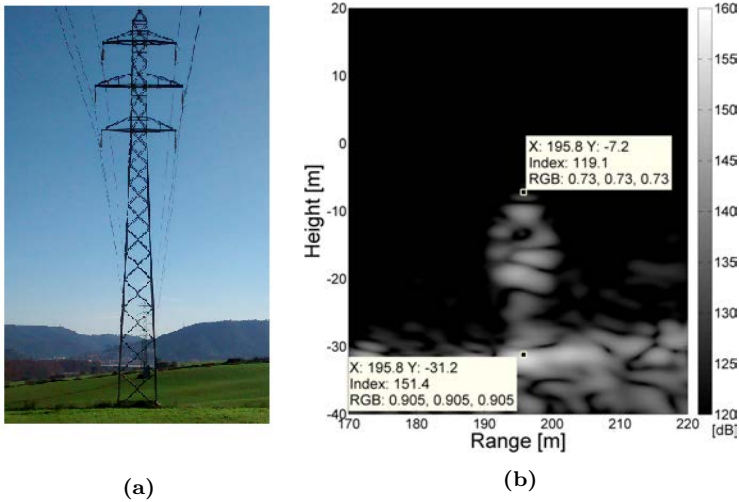 20
10
0
-10
-20
-30
-40
170
180
190
200
210
220
Height [m]
Range [m]
X: 195.8 Y: -7.2
Index: 119.1
RGB: 0.73, 0.73, 0.73
X: 195.8 Y: -31.2
Index: 151.4
RGB: 0.905, 0.905, 0.905
160
155
150
145
140
135
130
125
120
[dB]
(a)
(b)